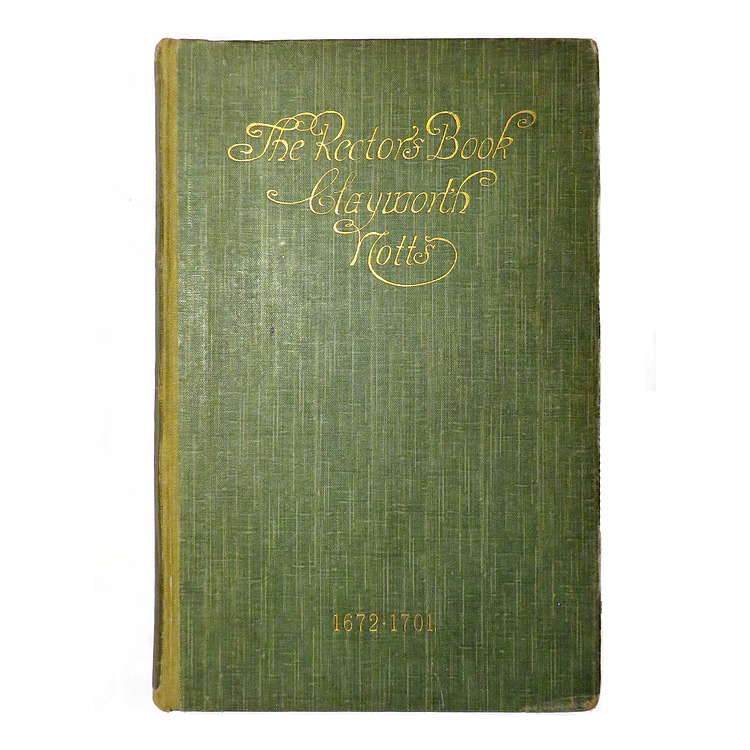 The Rector's Book
Clayworth
Notts
1672·1701.